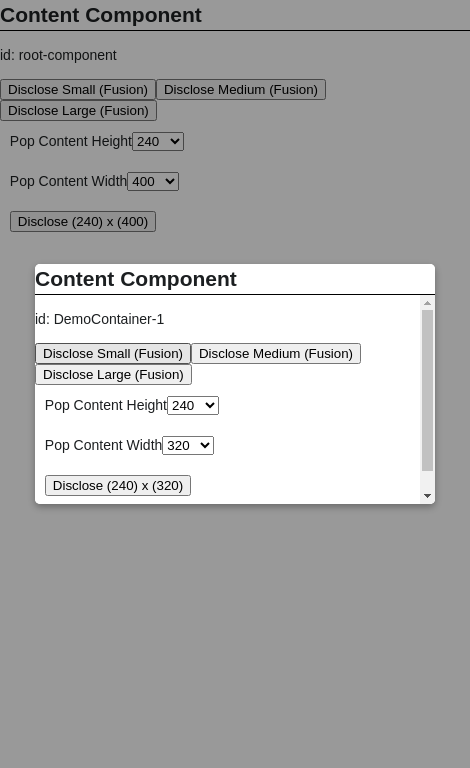 Content Component
id: root-component
Disclose Small (Fusion) Disclose Medium (Fusion)
Disclose Large (Fusion)
Pop Content Height 240
Pop Content Width 400
Disclose (240) x (400)
Content Component
id: DemoContainer-1
Disclose Small (Fusion) Disclose Medium (Fusion)
Disclose Large (Fusion)
Pop Content Height 240
Pop Content Width 320
Disclose (240) x (320)